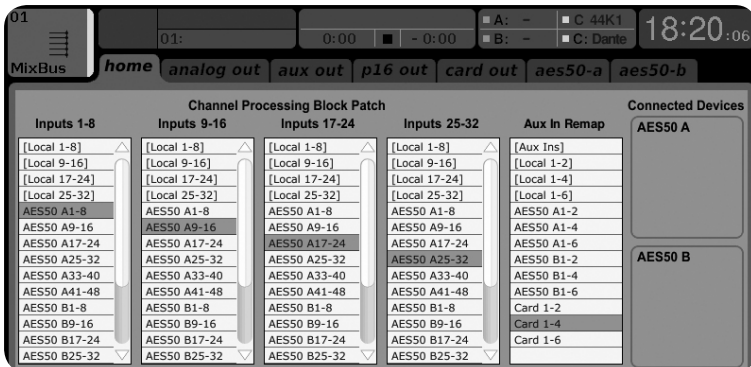 01
A: - C 44K1
01: 0:00 - 0:00 B: - C: Dante 18:20:06
MixBus
home analog out aux out p16 out card out aes50-a aes50-b
Channel Processing Block Patch Connected Devices
Inputs 1-8 Inputs 9-16 Inputs 17-24 Inputs 25-32 Aux In Remap AES50 A
[Local 1-8] [Local 1-8] [Local 1-8] [Local 1-8] [Aux Ins]
[Local 9-16] [Local 9-16] [Local 9-16] [Local 9-16] [Local 1-2]
[Local 17-24] [Local 17-24] [Local 17-24] [Local 17-24] [Local 1-4]
[Local 25-32] [Local 25-32] [Local 25-32] [Local 25-32] [Local 1-6]
AES50 A1-8 AES50 A1-8 AES50 A1-8 AES50 A1-8 AES50 A1-2
AES50 A9-16 AES50 A9-16 AES50 A9-16 AES50 A9-16 AES50 A1-4
AES50 A17-24 AES50 A17-24 AES50 A17-24 AES50 A17-24 AES50 A1-6
AES50 A25-32 AES50 A25-32 AES50 A25-32 AES50 A25-32 AES50 B1-2 AES50 B
AES50 A33-40 AES50 A33-40 AES50 A33-40 AES50 A33-40 AES50 B1-4
AES50 A41-48 AES50 A41-48 AES50 A41-48 AES50 A41-48 AES50 B1-6
AES50 B1-8 AES50 B1-8 AES50 B1-8 AES50 B1-8 Card 1-2
AES50 B9-16 AES50 B9-16 AES50 B9-16 AES50 B9-16 Card 1-4
AES50 B17-24 AES50 B17-24 AES50 B17-24 AES50 B17-24 Card 1-6
AES50 B25-32 AES50 B25-32 AES50 B25-32 AES50 B25-32